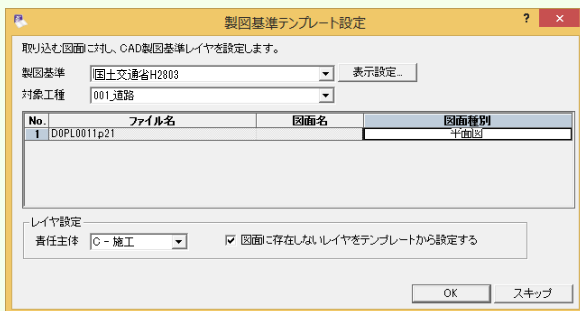 製図基準テンプレート設定 ? ×
取り込む図面に対し、CAD製図基準レイヤを設定します。
製図基準 国土交通省H2803 表示設定...
対象工種 001_道路
No. ファイル名 図面名 図面種別
1 D0PL0011.p21 平面図
レイヤ設定
責任主体 C - 施工 図面に存在しないレイヤをテンプレートから設定する
OK スキップ